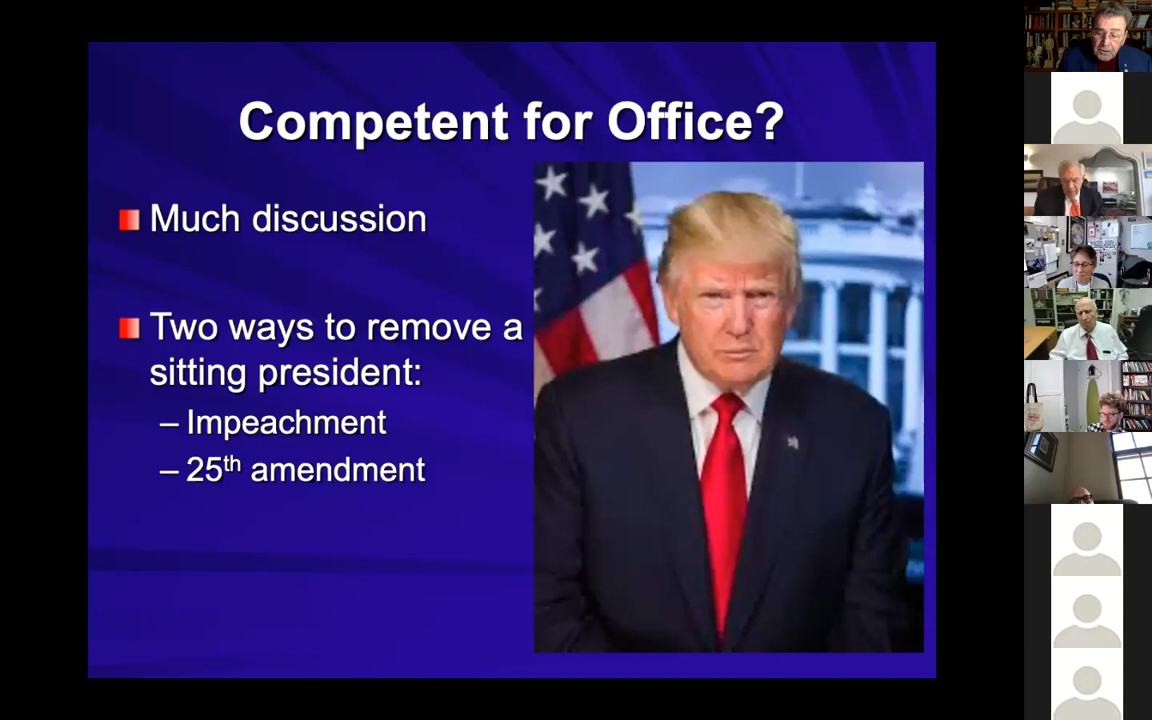 Competent for Office?
Much discussion
Two ways to remove a
sitting president:
– Impeachment
– 25th amendment